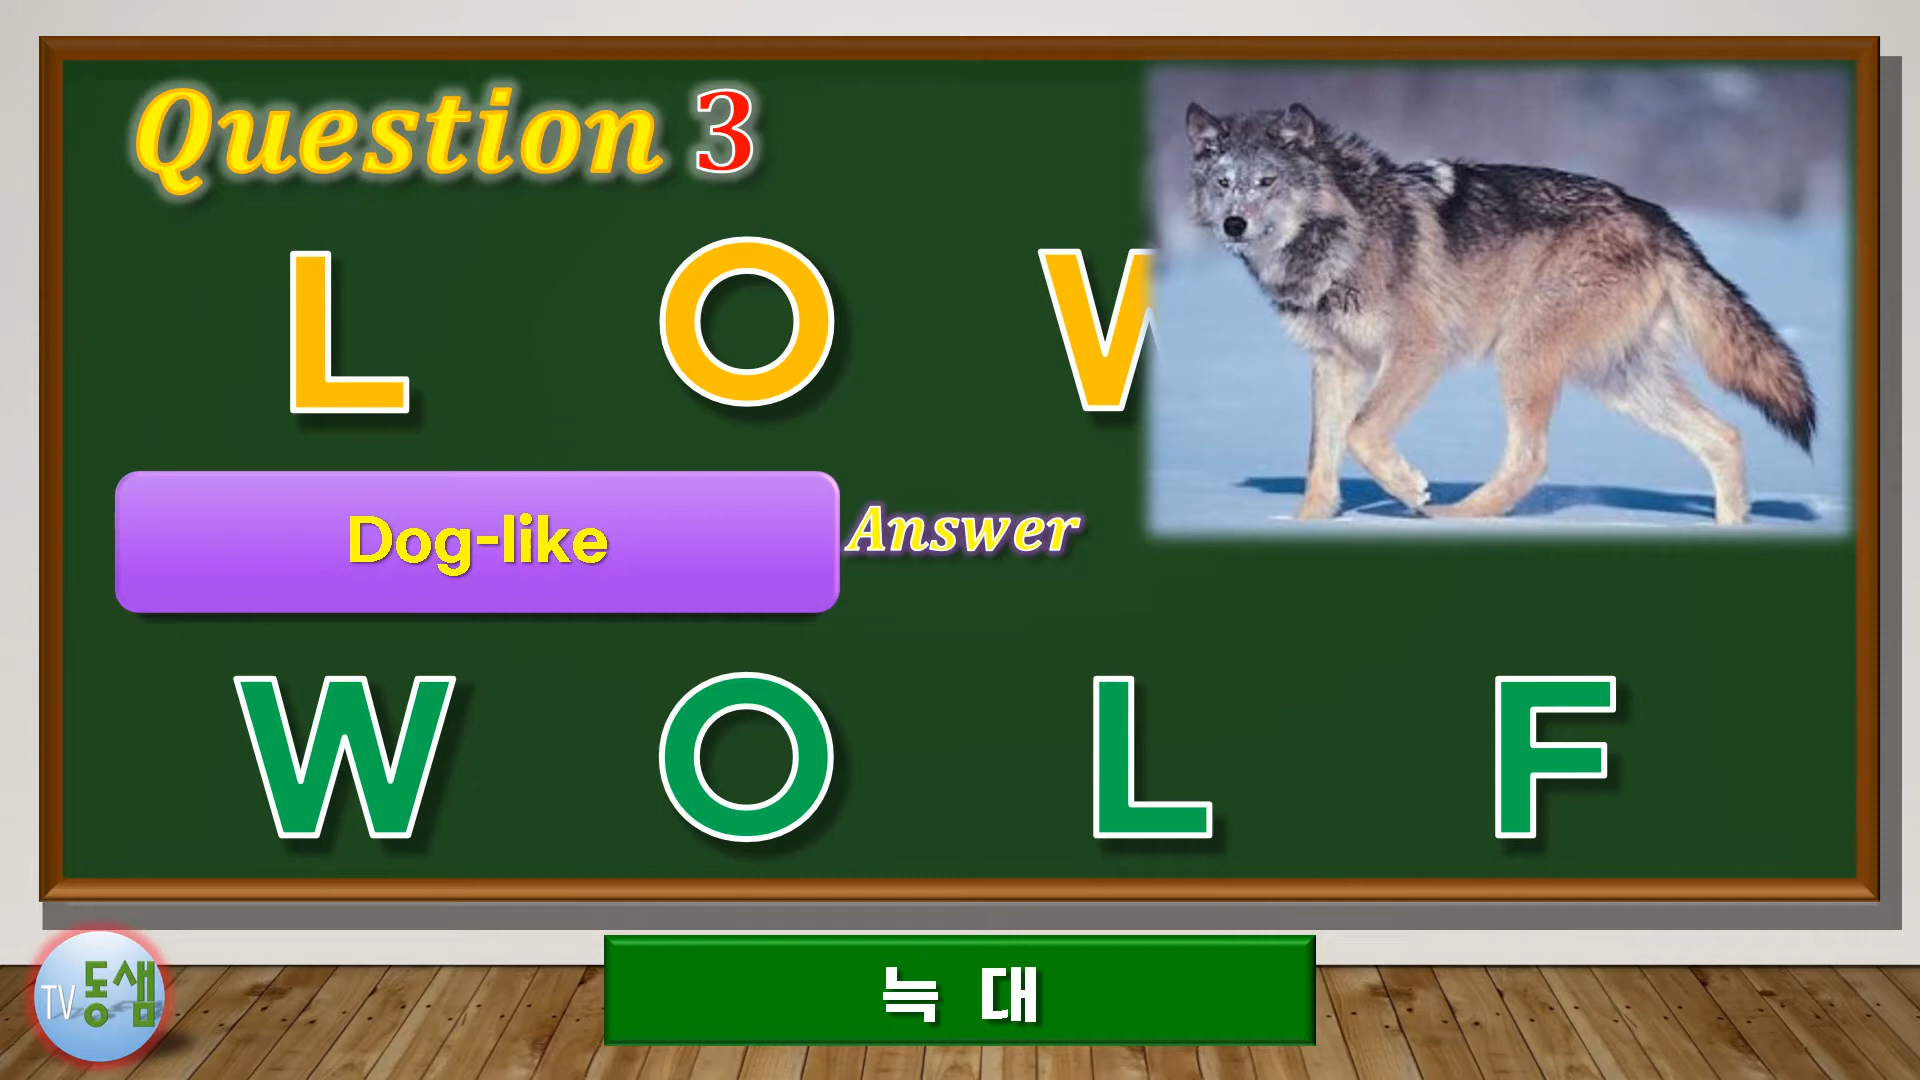 Question 3
L O W
Dog-like
Answer
W O L F
늑 대
TV 동샘